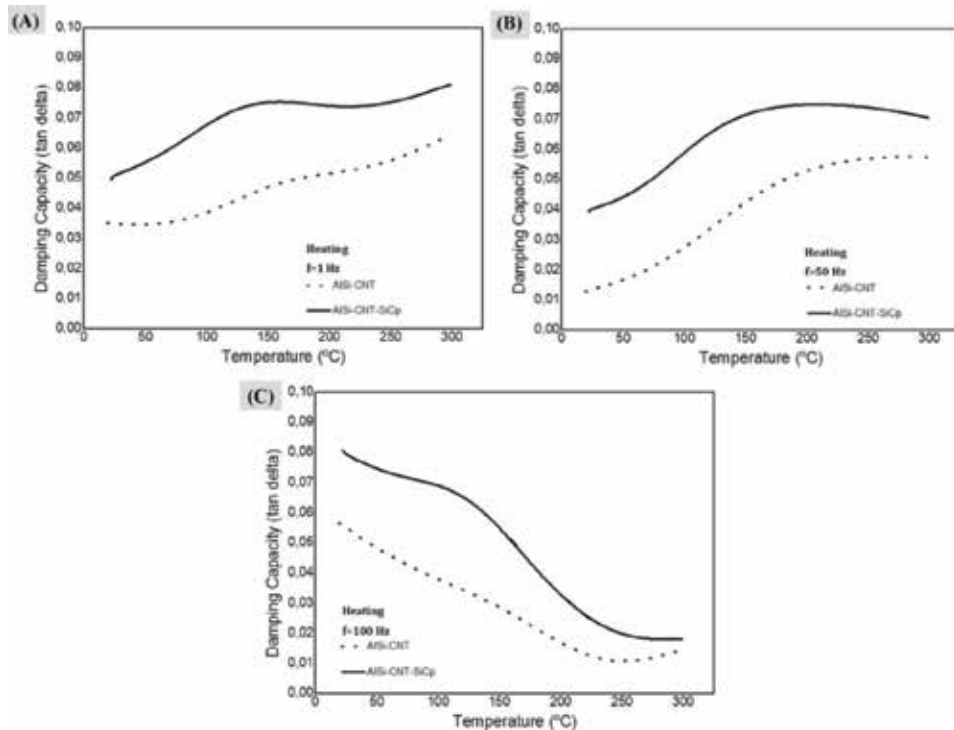 (A)
0,10
0,09
0,08
0,07
0,06
0,05
0,04
0,03
0,02
0,01
0,00
Damping Capacity (tan delta)
Heating
f=1 Hz
AlSi-CNT
AlSi-CNT-SiCp
0 50 100 150 200 250 300
Temperature (ºC)
(B)
0,10
0,09
0,08
0,07
0,06
0,05
0,04
0,03
0,02
0,01
0,00
Damping Capacity (tan delta)
Heating
f=50 Hz
AlSi-CNT
AlSi-CNT-SiCp
0 50 100 150 200 250 300
Temperature (ºC)
(C)
0,10
0,09
0,08
0,07
0,06
0,05
0,04
0,03
0,02
0,01
0,00
Damping Capacity (tan delta)
Heating
f=100 Hz
AlSi-CNT
AlSi-CNT-SiCp
0 50 100 150 200 250 300
Temperature (ºC)